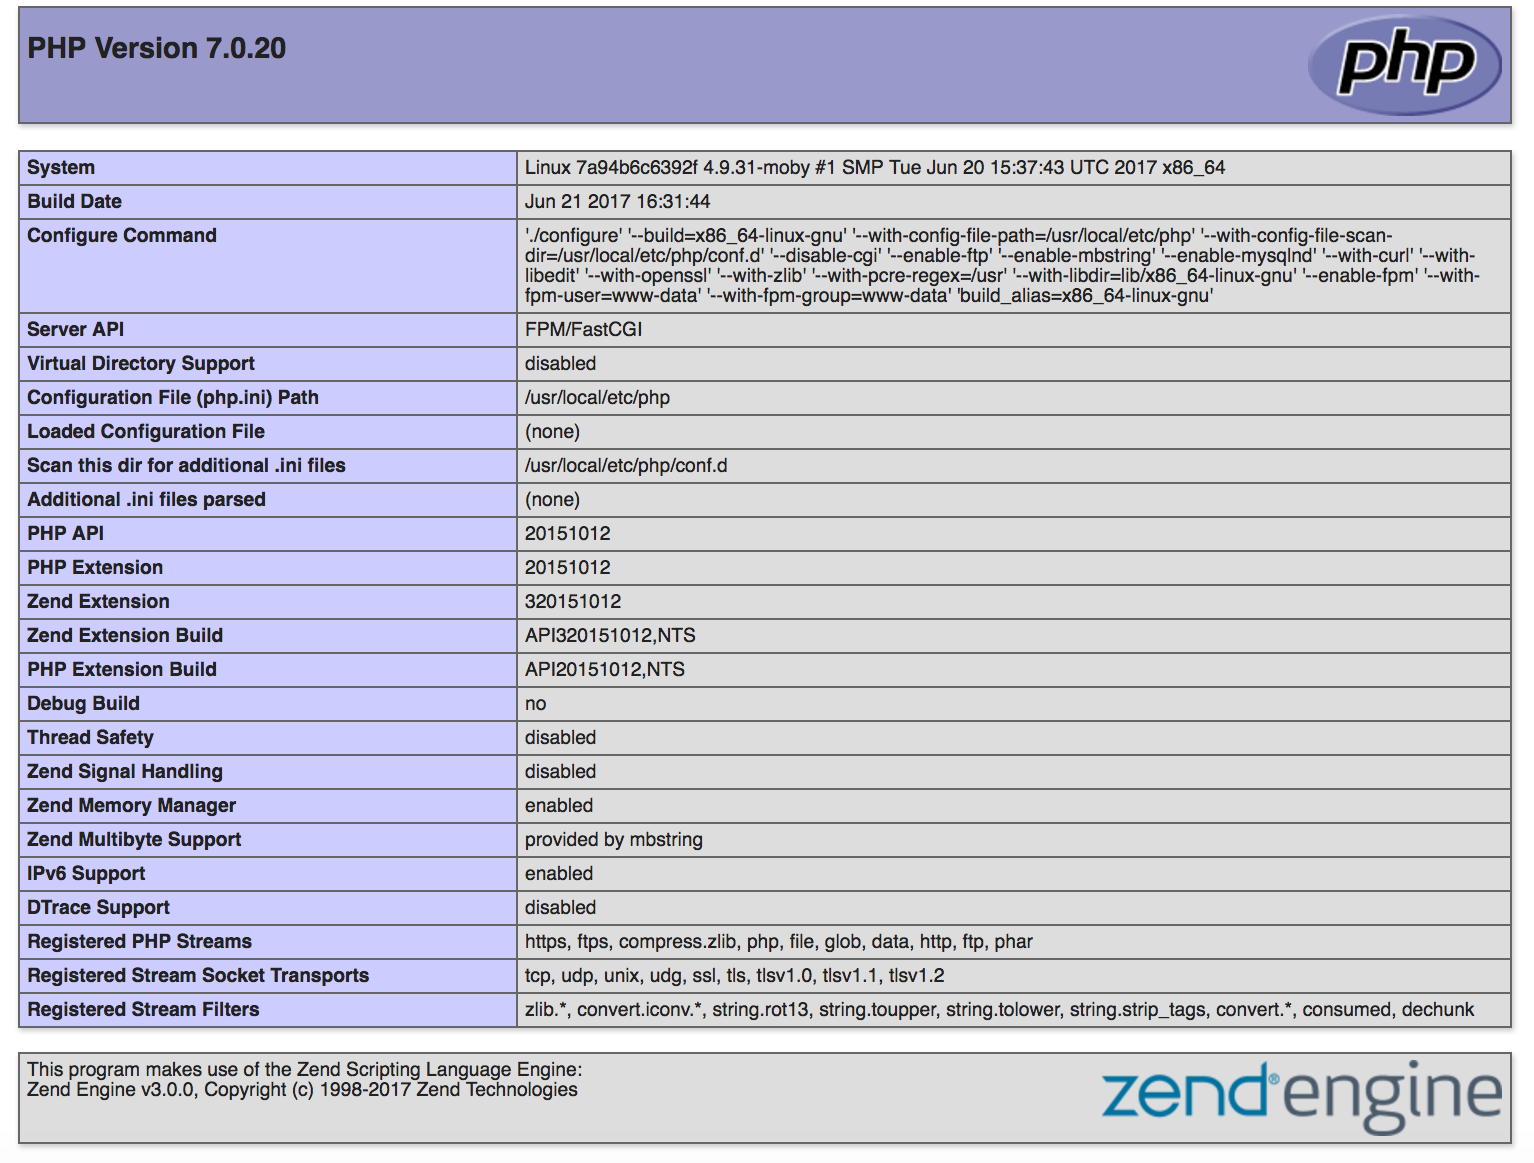 PHP Version 7.0.20
php
System Linux 7a94b6c6392f 4.9.31-moby #1 SMP Tue Jun 20 15:37:43 UTC 2017 x86_64
Build Date Jun 21 2017 16:31:44
Configure Command './configure' '--build=x86_64-linux-gnu' '--with-config-file-path=/usr/local/etc/php' '--with-config-file-scan-
dir=/usr/local/etc/php/conf.d' '--disable-cgi' '--enable-ftp' '--enable-mbstring' '--enable-mysqlnd' '--with-curl' '--with-
libedit' '--with-openssl' '--with-zlib' '--with-pcre-regex=/usr' '--with-libdir=lib/x86_64-linux-gnu' '--enable-fpm' '--with-
fpm-user=www-data' '--with-fpm-group=www-data' 'build_alias=x86_64-linux-gnu'
Server API FPM/FastCGI
Virtual Directory Support disabled
Configuration File (php.ini) Path /usr/local/etc/php
Loaded Configuration File (none)
Scan this dir for additional .ini files /usr/local/etc/php/conf.d
Additional .ini files parsed (none)
PHP API 20151012
PHP Extension 20151012
Zend Extension 320151012
Zend Extension Build API320151012,NTS
PHP Extension Build API20151012,NTS
Debug Build no
Thread Safety disabled
Zend Signal Handling disabled
Zend Memory Manager enabled
Zend Multibyte Support provided by mbstring
IPv6 Support enabled
DTrace Support disabled
Registered PHP Streams https, ftps, compress.zlib, php, file, glob, data, http, ftp, phar
Registered Stream Socket Transports tcp, udp, unix, udg, ssl, tls, tlsv1.0, tlsv1.1, tlsv1.2
Registered Stream Filters zlib.*, convert.iconv.*, string.rot13, string.toupper, string.tolower, string.strip_tags, convert.*, consumed, dechunk
This program makes use of the Zend Scripting Language Engine:
Zend Engine v3.0.0, Copyright (c) 1998-2017 Zend Technologies
zend® engine